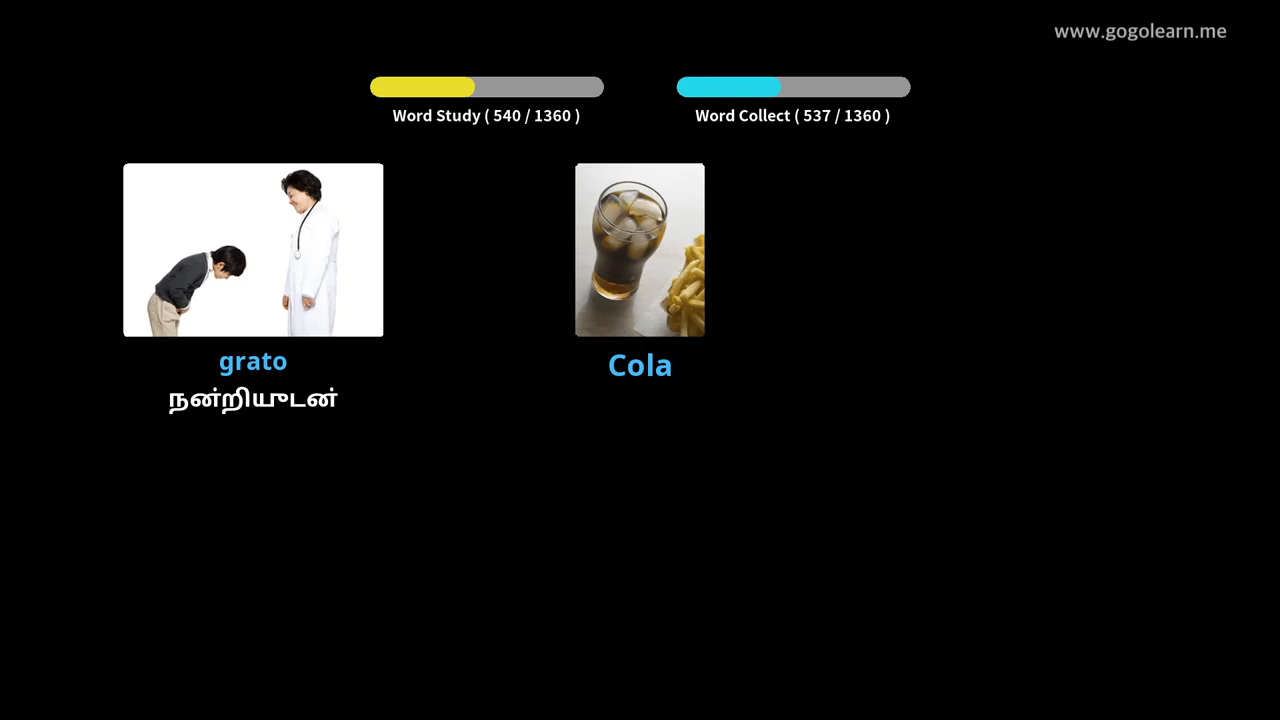 www.gogolearn.me
Word Study ( 540 / 1360 )
Word Collect ( 537 / 1360 )
grato
நன்றியுடன்
Cola